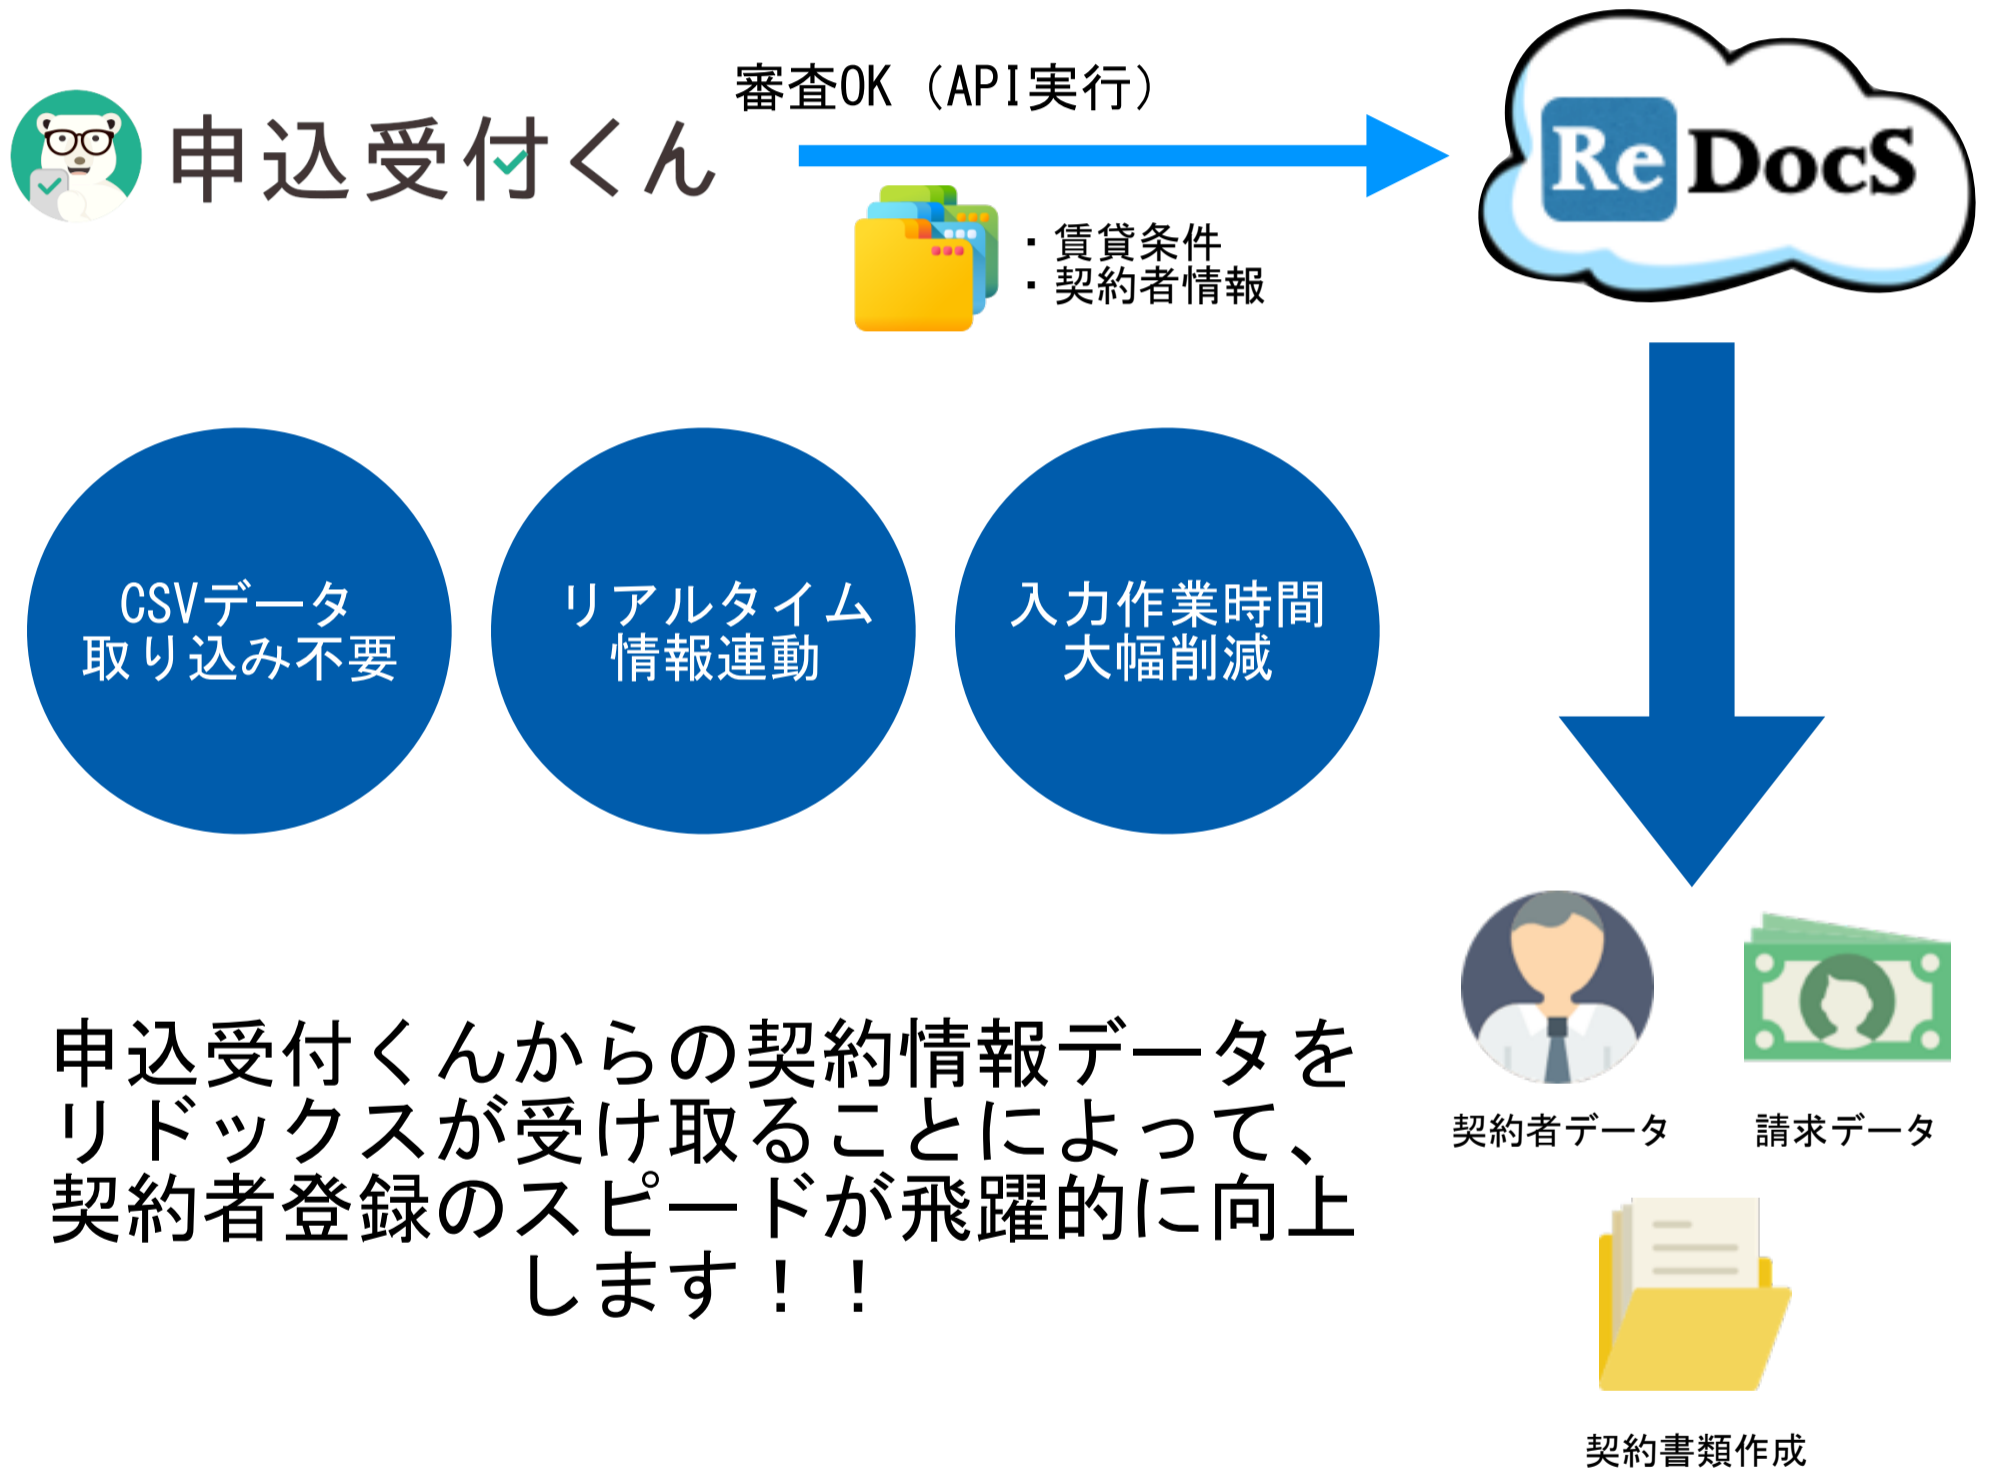 申込受付くん
審査OK（API実行）
・賃貸条件
・契約者情報
Re DocS
CSVデータ
取り込み不要
リアルタイム
情報連動
入力作業時間
大幅削減
申込受付くんからの契約情報データを
リドックスが受け取ることによって、
契約者登録のスピードが飛躍的に向上
します！！
契約者データ
請求データ
契約書類作成